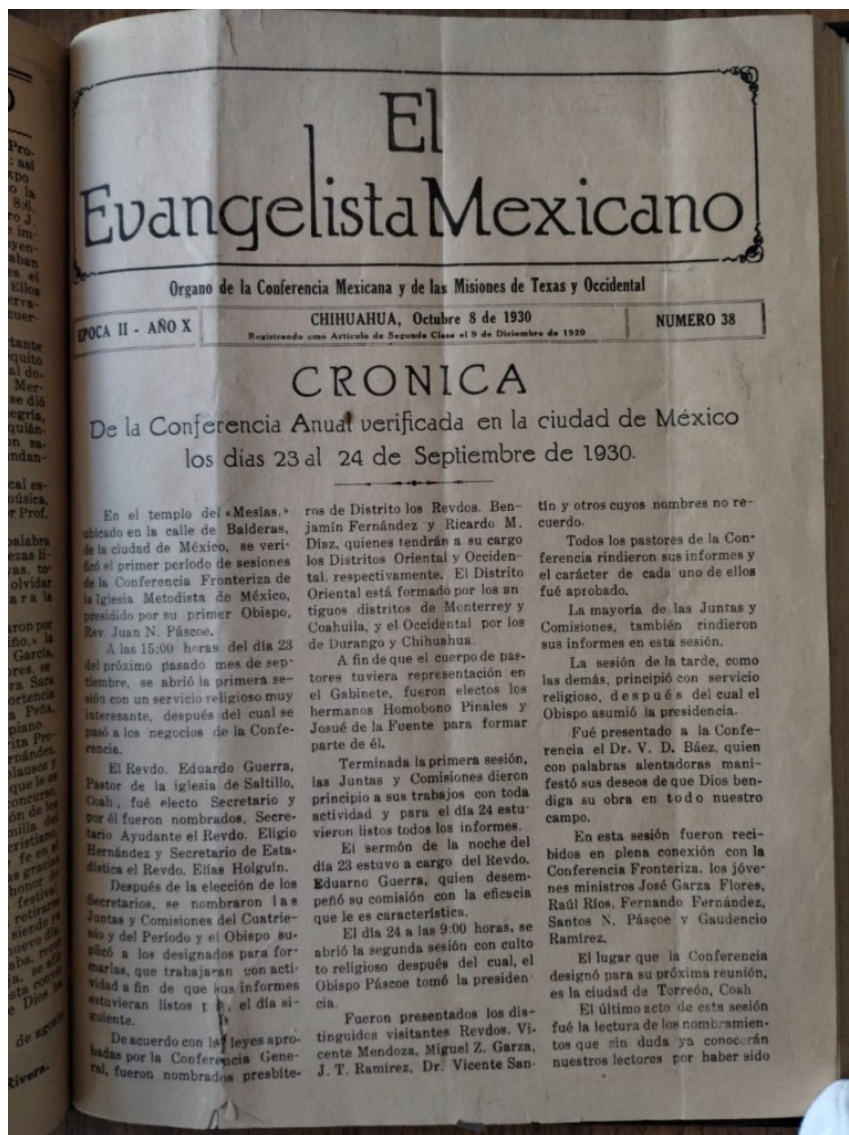 El
Evangelista Mexicano
Organo de la Conferencia Mexicana y de las Misiones de Texas y Occidental
EPOCA II - AÑO X
CHIHUAHUA, Octubre 8 de 1930
Registrando cmo Artículo de Segunda Clase el 9 de Diciembre de 1920
NUMERO 38
CRONICA
De la Conferencia Anual verificada en la ciudad de México
los días 23 al 24 de Septiembre de 1930.
En el templo del «Mesías,»
ubicado en la calle de Balderas,
de la ciudad de México, se veri-
ficó el primer período de sesiones
de la Conferencia Fronteriza de
la Iglesia Metodista de México,
presidido por su primer Obispo,
Rev. Juan N. Páscoe.
A las 15:00 horas del día 23
del próximo pasado mes de sep-
tiembre, se abrió la primera se-
sión con un servicio religioso muy
interesante, después del cual se
pasó a los negocios de la Confe-
rencia.
El Revdo. Eduardo Guerra,
Pastor de la iglesia de Saltillo,
Coah, fué electo Secretario y
por él fueron nombrados, Secre-
tario Ayudante el Revdo. Eligio
Hernández y Secretario de Esta-
dística el Revdo. Elías Holguín.
Después de la elección de los
Secretarios, se nombraron las
Juntas y Comisiones del Cuatrie-
nio y del Período y el Obispo su-
plicó a los designados para for-
marlas, que trabajaran con acti-
vidad a fin de que sus informes
estuvieran listos el día si-
guiente.
De acuerdo con las leyes apro-
badas por la Conferencia Gene-
ral, fueron nombrados presbíte-
ros de Distrito los Revdos. Ben-
jamín Fernández y Ricardo M.
Díaz, quienes tendrán a su cargo
los Distritos Oriental y Occiden-
tal, respectivamente. El Distrito
Oriental está formado por los an-
tiguos distritos de Monterrey y
Coahuila, y el Occidental por los
de Durango y Chihuahua.
A fin de que el cuerpo de pas-
tores tuviera representación en
el Gabinete, fueron electos los
hermanos Homobono Pinales y
Josué de la Fuente para formar
parte de él.
Terminada la primera sesión,
las Juntas y Comisiones dieron
principio a sus trabajos con toda
actividad y para el día 24 estu-
vieron listos todos los informes.
El sermón de la noche del
día 23 estuvo a cargo del Revdo.
Eduarno Guerra, quien desem-
peñó su comisión con la eficacia
que le es característica.
El día 24 a las 9:00 horas, se
abrió la segunda sesión con culto
religioso después del cual, el
Obispo Páscoe tomó la presiden-
cia.
Fueron presentados los dis-
tinguidos visitantes Revdos. Vi-
cente Mendoza, Miguel Z. Garza,
J. T. Ramírez, Dr. Vicente San-
tín y otros cuyos nombres no re-
cuerdo.
Todos los pastores de la Con-
ferencia rindieron sus informes y
el carácter de cada uno de ellos
fué aprobado.
La mayoría de las Juntas y
Comisiones, también rindieron
sus informes en esta sesión.
La sesión de la tarde, como
las demás, principió con servicio
religioso, después del cual el
Obispo asumió la presidencia.
Fué presentado a la Confe-
rencia el Dr. V. D. Báez, quien
con palabras alentadoras mani-
festó sus deseos de que Dios ben-
diga su obra en todo nuestro
campo.
En esta sesión fueron reci-
bidos en plena conexión con la
Conferencia Fronteriza, los jóve-
nes ministros José Garza Flores,
Raúl Ríos, Fernando Fernández,
Santos N. Páscoe y Gaudencio
Ramírez.
El lugar que la Conferencia
designó para su próxima reunión,
es la ciudad de Torreón, Coah
El último acto de esta sesión
fué la lectura de los nombramien-
tos que sin duda ya conocerán
nuestros lectores por haber sido